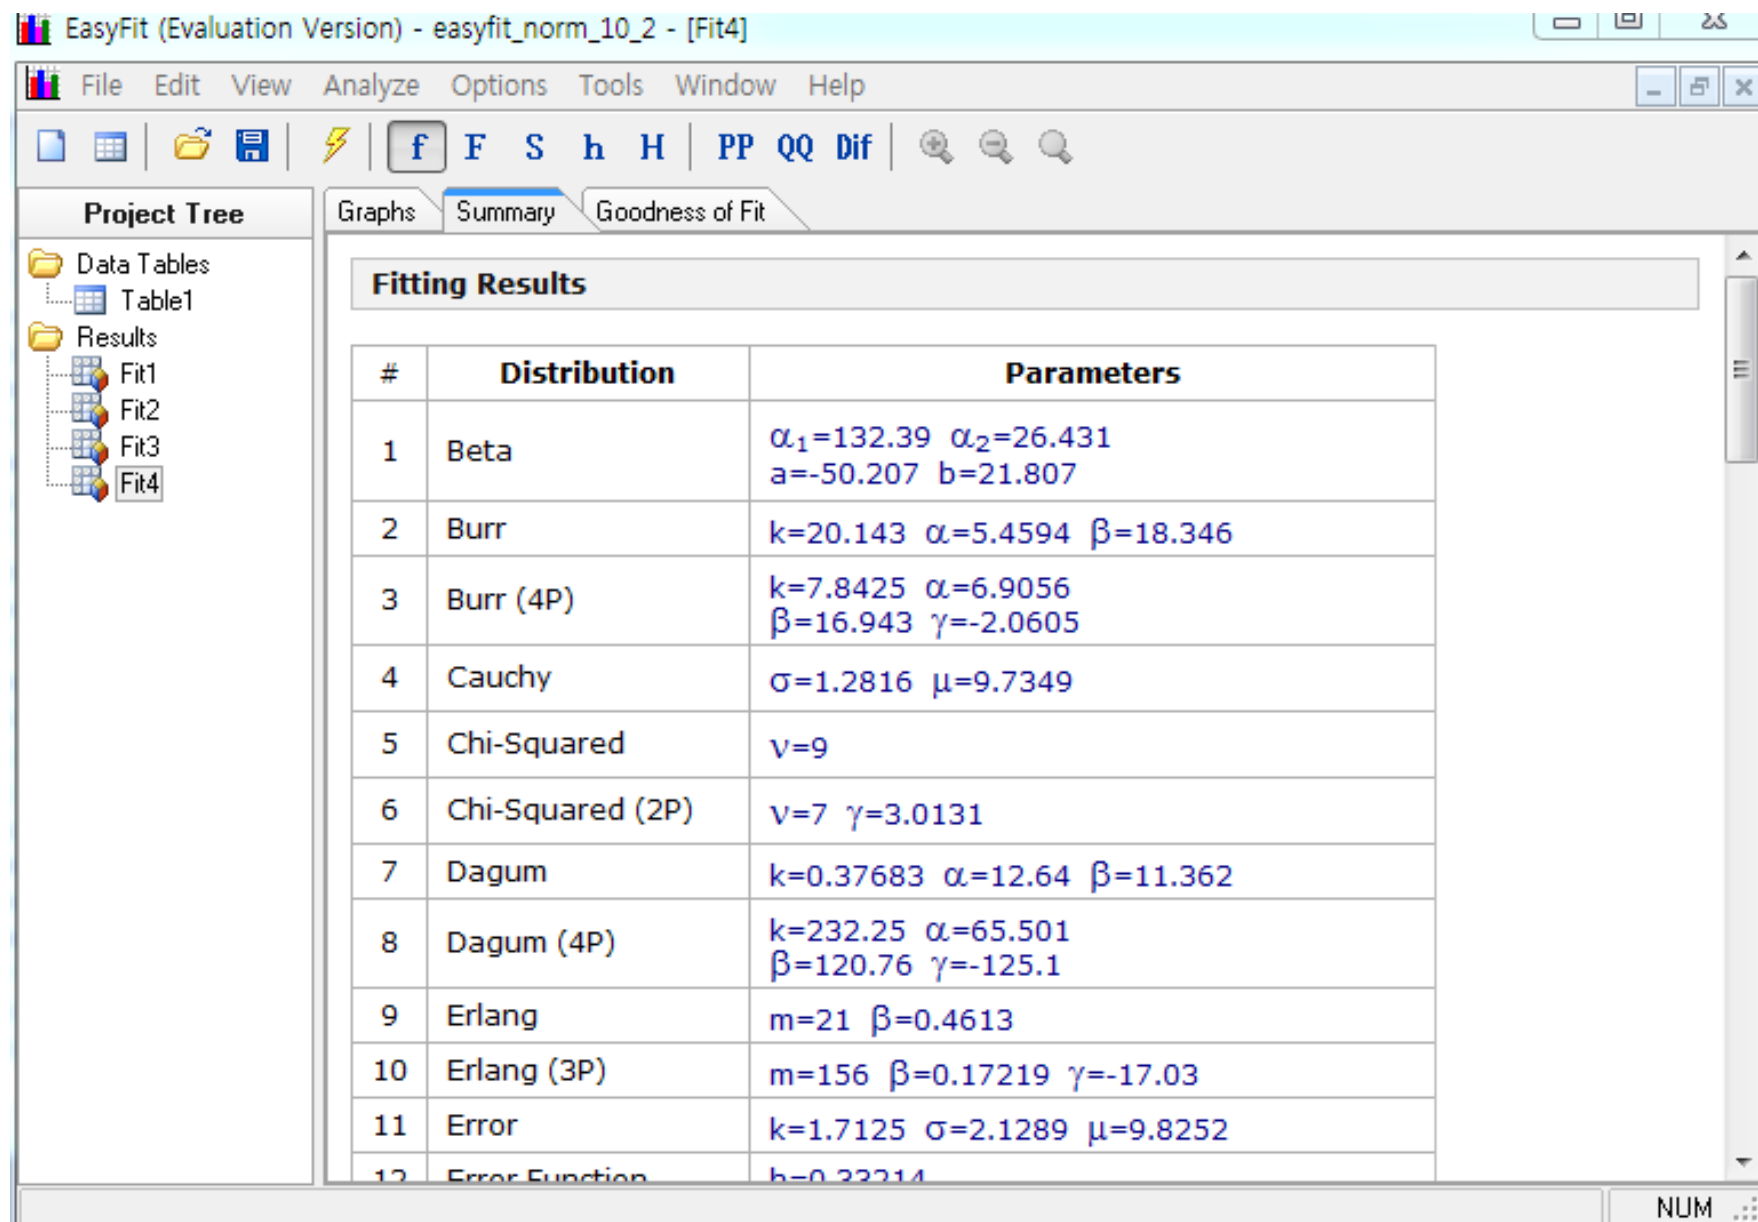 EasyFit (Evaluation Version) - easyfit_norm_10_2 - [Fit4]
File Edit View Analyze Options Tools Window Help
f F S h H PP QQ Dif
Project Tree
Data Tables
Table1
Results
Fit1
Fit2
Fit3
Fit4
Graphs Summary Goodness of Fit
Fitting Results
# Distribution Parameters
1 Beta α1=132.39 α2=26.431
a=-50.207 b=21.807
2 Burr k=20.143 α=5.4594 β=18.346
3 Burr (4P) k=7.8425 α=6.9056
β=16.943 γ=-2.0605
4 Cauchy σ=1.2816 μ=9.7349
5 Chi-Squared ν=9
6 Chi-Squared (2P) ν=7 γ=3.0131
7 Dagum k=0.37683 α=12.64 β=11.362
8 Dagum (4P) k=232.25 α=65.501
β=120.76 γ=-125.1
9 Erlang m=21 β=0.4613
10 Erlang (3P) m=156 β=0.17219 γ=-17.03
11 Error k=1.7125 σ=2.1289 μ=9.8252
12 Error Function h=0.33214
NUM